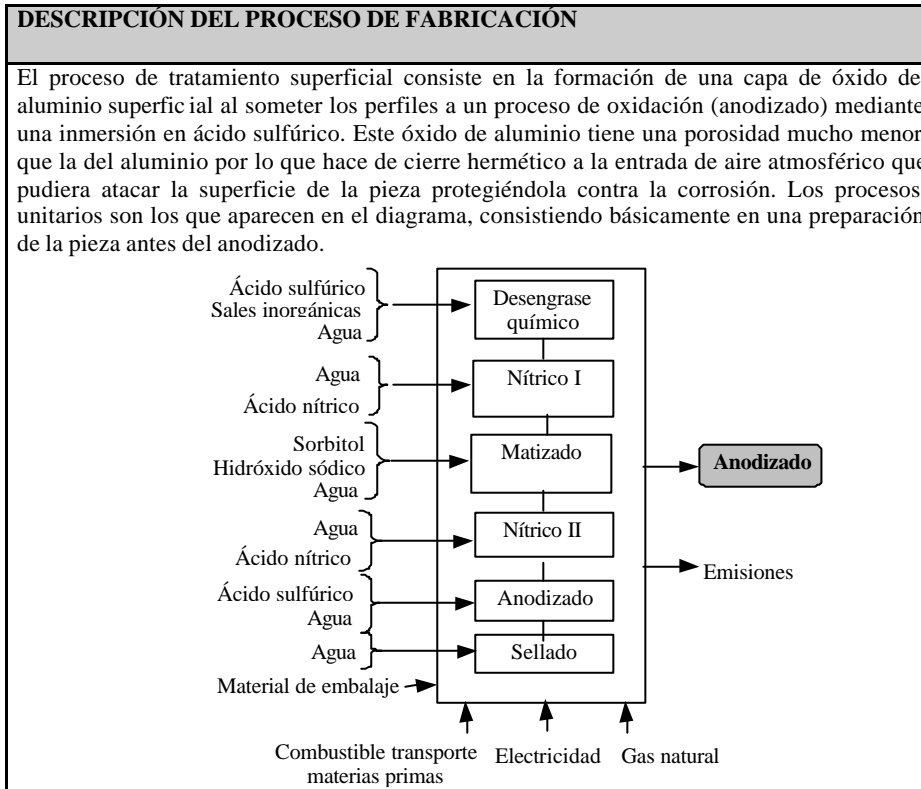 DESCRIPCIÓN DEL PROCESO DE FABRICACIÓN
El proceso de tratamiento superficial consiste en la formación de una capa de óxido de
aluminio superfic ial al someter los perfiles a un proceso de oxidación (anodizado) mediante
una inmersión en ácido sulfúrico. Este óxido de aluminio tiene una porosidad mucho menor
que la del aluminio por lo que hace de cierre hermético a la entrada de aire atmosférico que
pudiera atacar la superficie de la pieza protegiéndola contra la corrosión. Los procesos
unitarios son los que aparecen en el diagrama, consistiendo básicamente en una preparación
de la pieza antes del anodizado.
Ácido sulfúrico
Sales inorgánicas
Agua
Desengrase
químico
Agua
Ácido nítrico
Nítrico I
Sorbitol
Hidróxido sódico
Agua
Matizado
Anodizado
Agua
Ácido nítrico
Nítrico II
Emisiones
Ácido sulfúrico
Agua
Anodizado
Agua
Sellado
Material de embalaje
Combustible transporte
materias primas
Electricidad
Gas natural